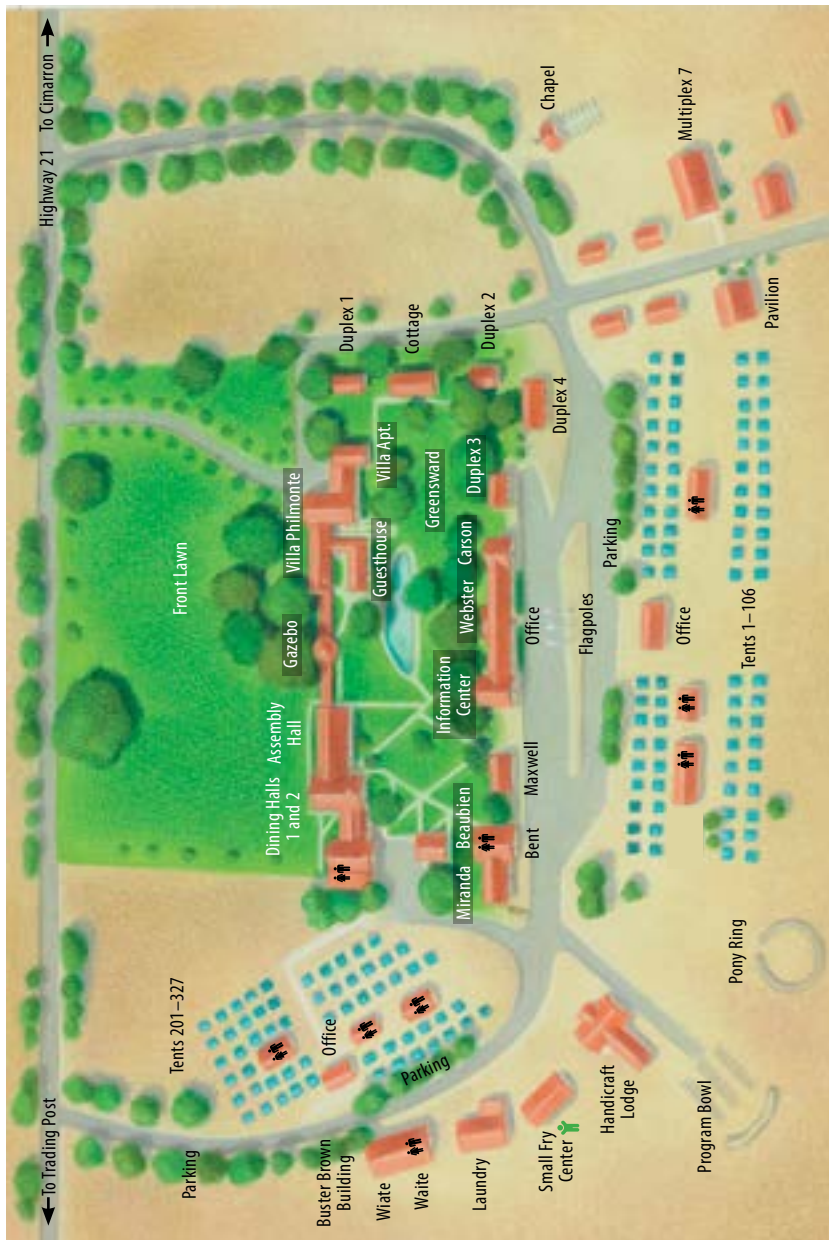 To Trading Post
Highway 21
To Cimarron
Front Lawn
Tents 201–327
Parking
Dining Halls
1 and 2
Assembly
Hall
Gazebo
Villa Philmonte
Duplex 1
Office
Buster Brown
Building
Guesthouse
Villa Apt.
Cottage
Wiate
Waite
Parking
Information
Center
Greensward
Miranda
Beaubien
Webster
Carson
Duplex 3
Duplex 2
Laundry
Bent
Maxwell
Office
Duplex 4
Chapel
Small Fry
Center
Flagpoles
Handicraft
Lodge
Parking
Office
Multiplex 7
Program Bowl
Pony Ring
Tents 1–106
Pavilion